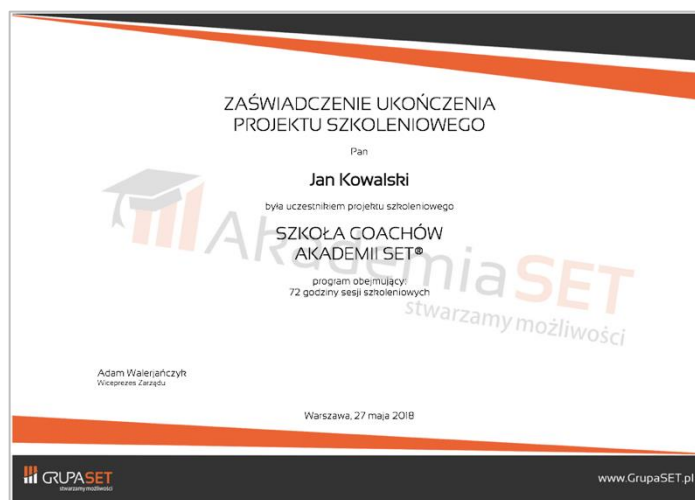 ZAŚWIADCZENIE UKOŃCZENIA
PROJEKTU SZKOLENIOWEGO
Pan
Jan Kowalski
była uczestnikiem projektu szkoleniowego
SZKOŁA COACHÓW
AKADEMII SET®
program obejmujący:
72 godziny sesji szkoleniowych
AkademiaSET
stwarzamy możliwości
Adam Walerjańczyk
Wiceprezes Zarządu
Warszawa, 27 maja 2018
GRUPASET
stwarzamy możliwości
www.GrupaSET.pl